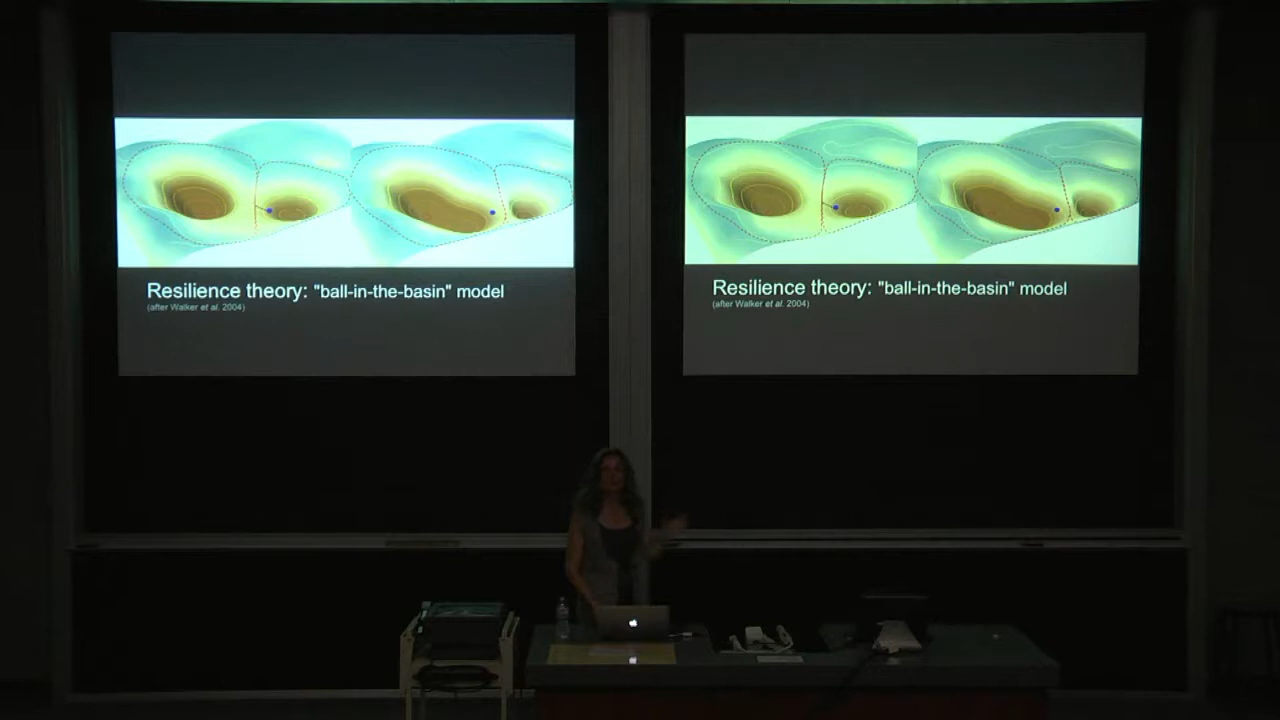 Resilience theory: "ball-in-the-basin" model
(after Walker et al. 2004)
Resilience theory: "ball-in-the-basin" model
(after Walker et al. 2004)